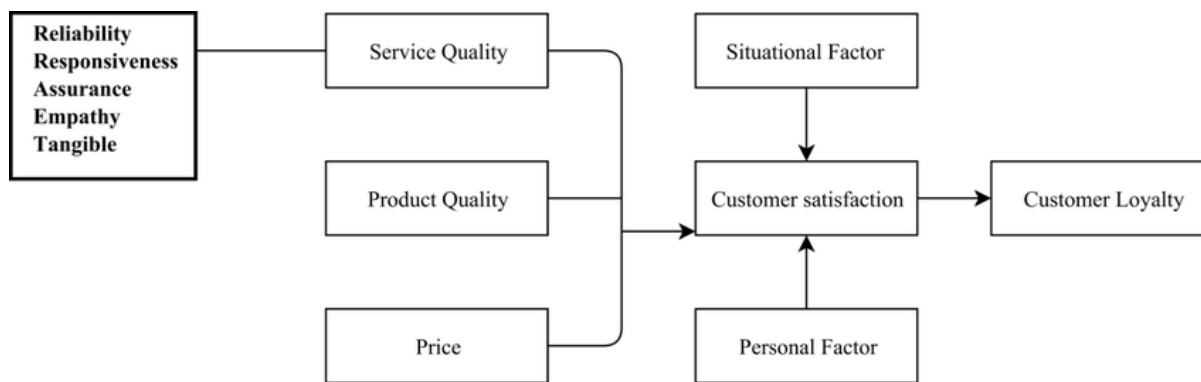 Reliability
Responsiveness
Assurance
Empathy
Tangible
Service Quality
Situational Factor
Product Quality
Customer satisfaction
Customer Loyalty
Price
Personal Factor